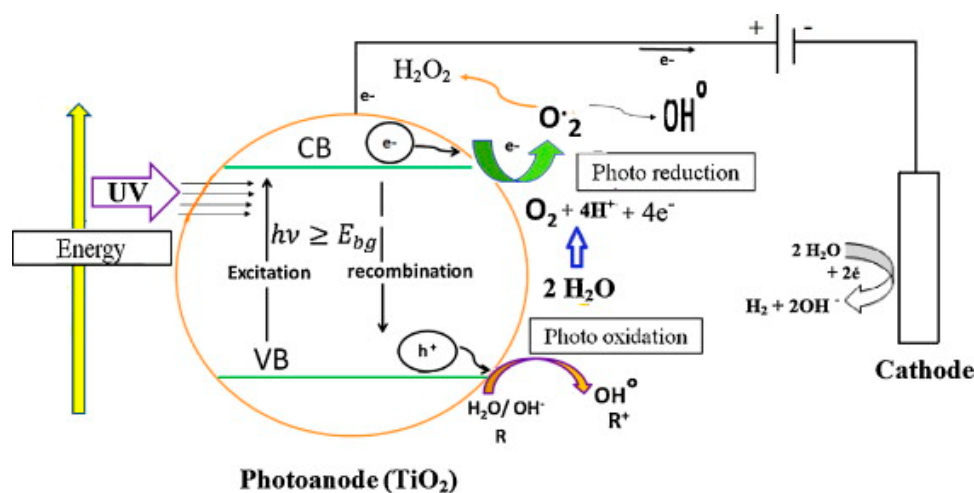 + -
e-
H₂O₂
e-
O•₂
OH°
CB
e-
e-
Photo reduction
UV
O₂ + 4H⁺ + 4e⁻
Energy
hν ≥ E_bg
Excitation
recombination
2 H₂O
2 H₂O
+ 2é
H₂ + 2OH⁻
Photo oxidation
VB
h⁺
H₂O/ OH⁻
R
OH°
R⁺
Cathode
Photoanode (TiO₂)